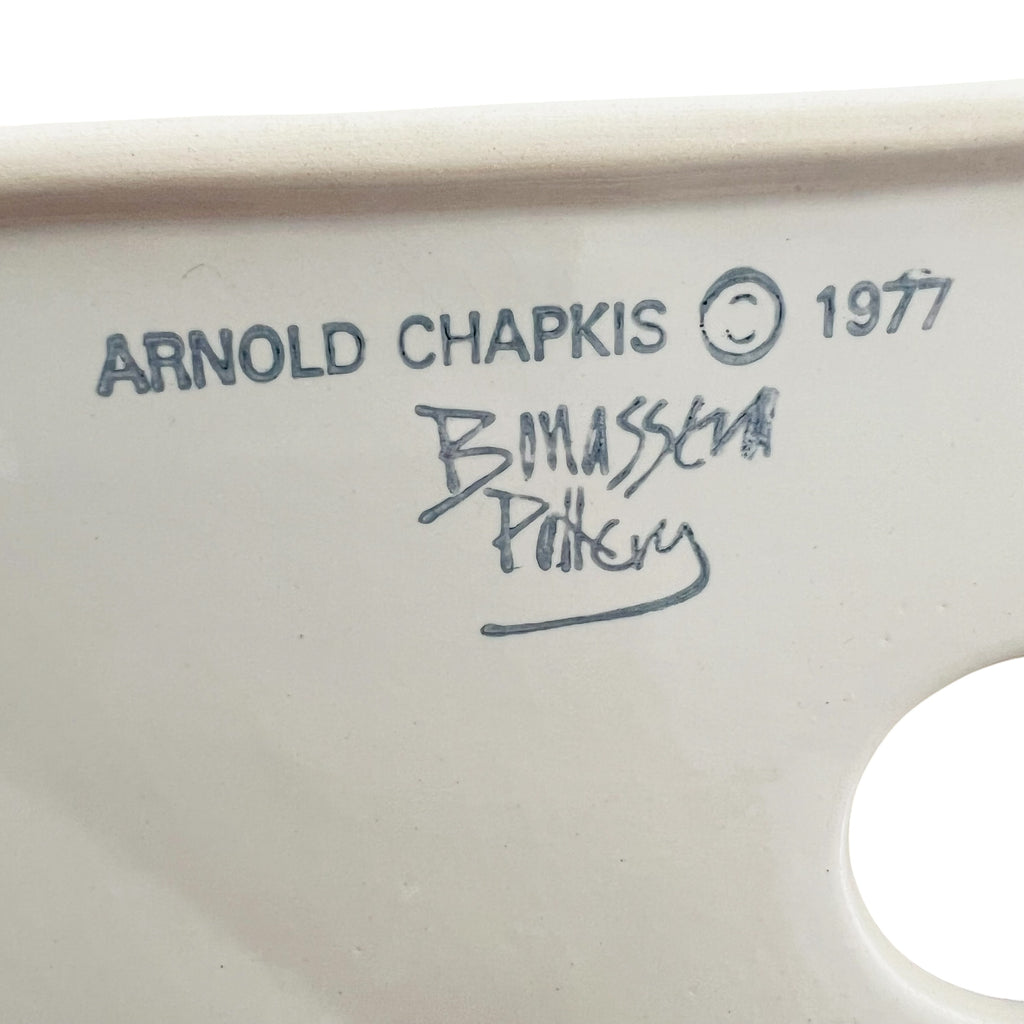 ARNOLD CHAPKIS © 1977
Bonassera
Pottery